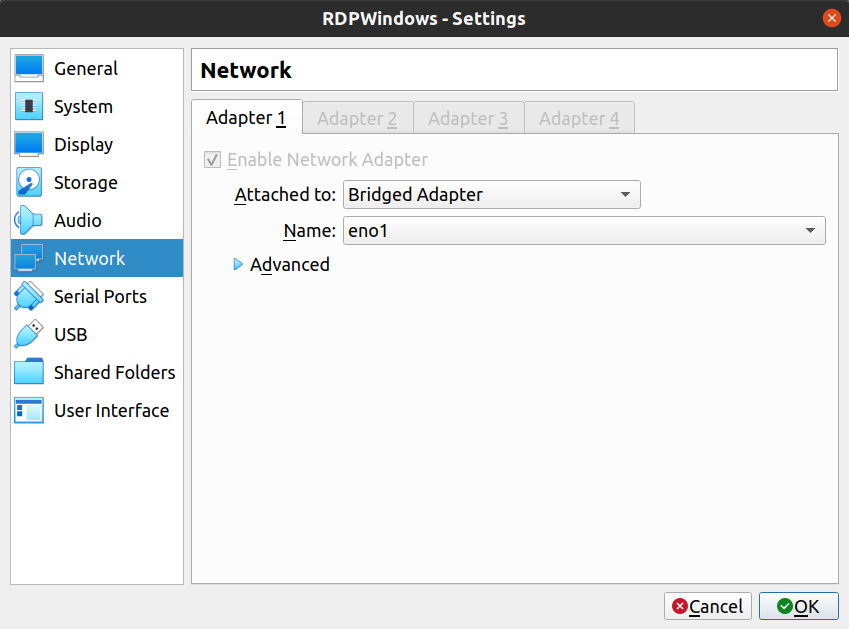 RDPWindows - Settings
General
System
Display
Storage
Audio
Network
Serial Ports
USB
Shared Folders
User Interface
Network
Adapter 1 Adapter 2 Adapter 3 Adapter 4
Enable Network Adapter
Attached to: Bridged Adapter
Name: eno1
Advanced
Cancel OK